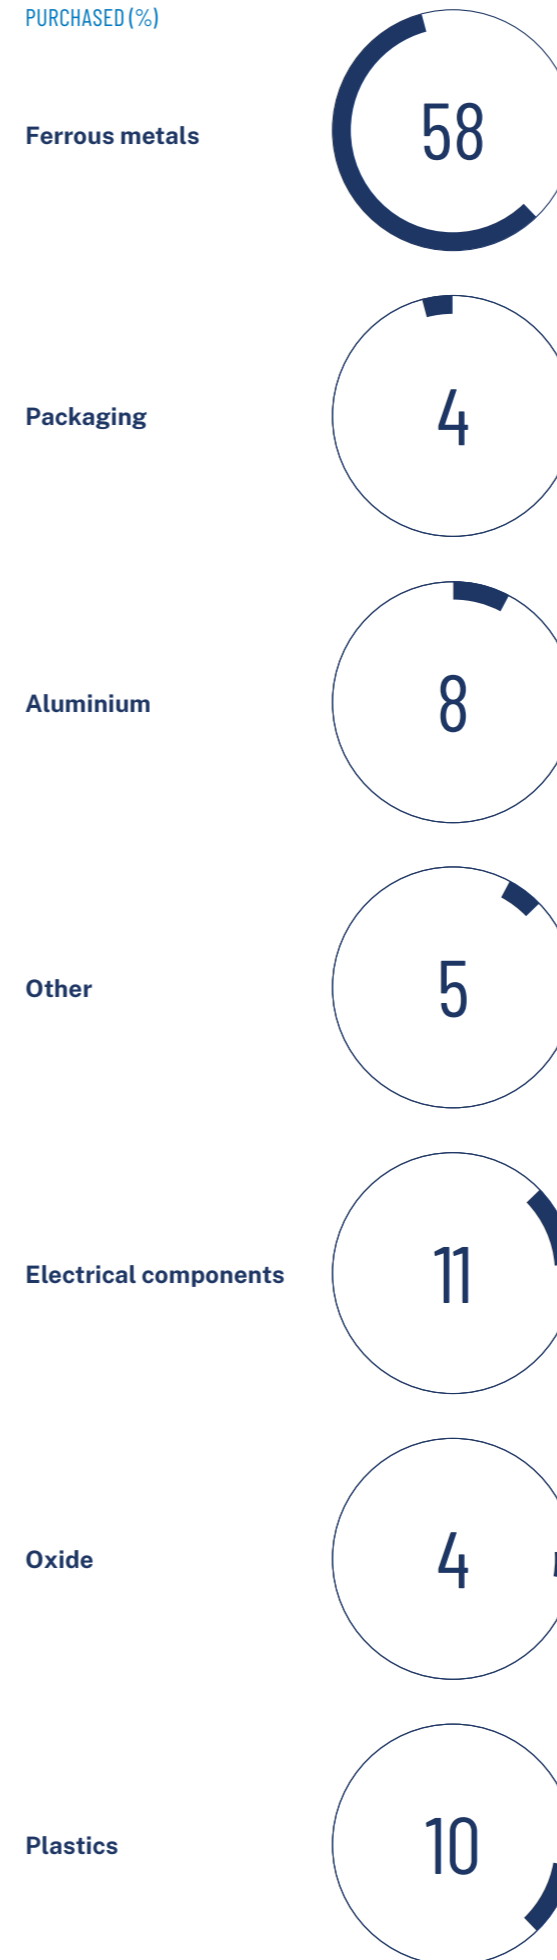 PURCHASED (%)
Ferrous metals
58
Packaging
4
Aluminium
8
Other
5
Electrical components
11
Oxide
4
Plastics
10